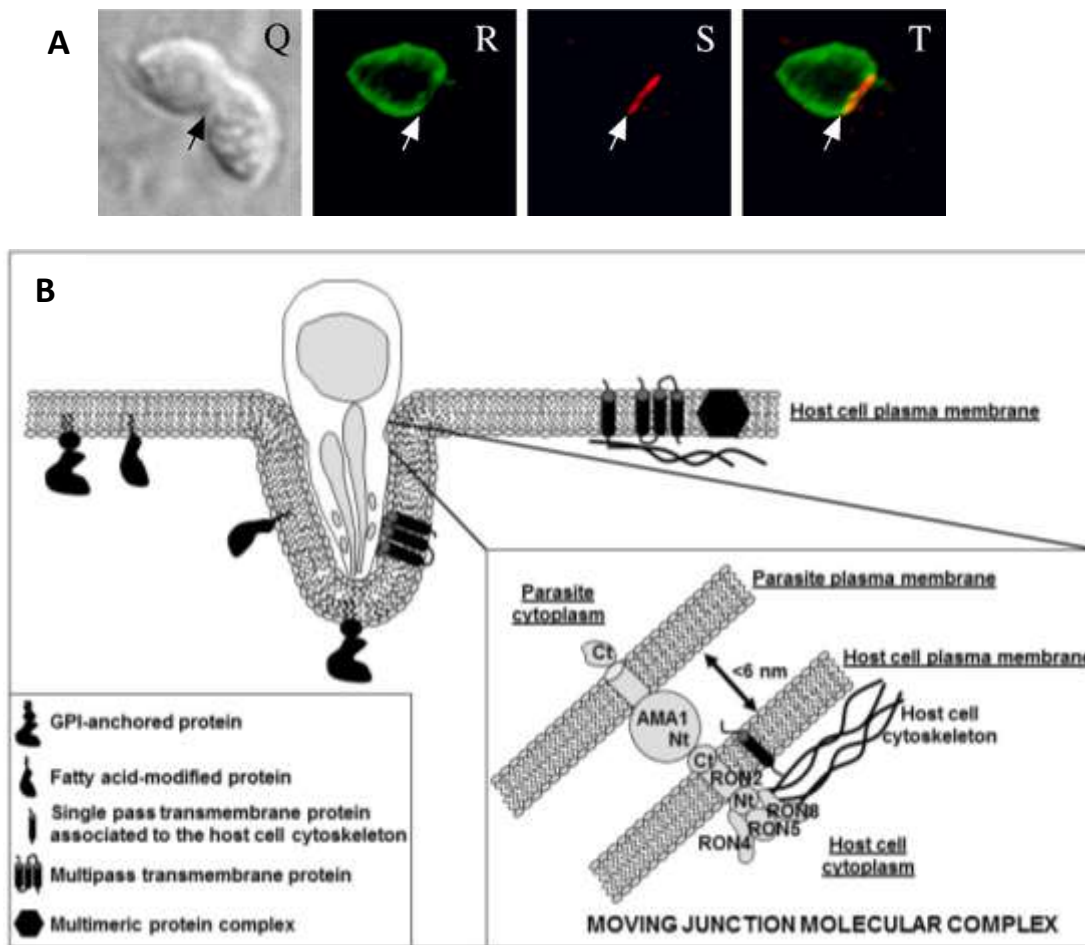 A
Q
R
S
T
B
Host cell plasma membrane
Parasite plasma membrane
Parasite
cytoplasm
Ct
<6 nm
Host cell plasma membrane
AMA1
Nt
Host cell
cytoskeleton
Ct
RON2
Nt
RON8
RON5
RON4
Host cell
cytoplasm
MOVING JUNCTION MOLECULAR COMPLEX
GPI-anchored protein
Fatty acid-modified protein
Single pass transmembrane protein
associated to the host cell cytoskeleton
Multipass transmembrane protein
Multimeric protein complex